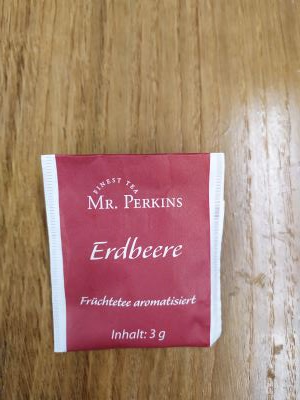 FINEST TEA
MR. PERKINS
Erdbeere
Früchtetee aromatisiert
Inhalt: 3 g